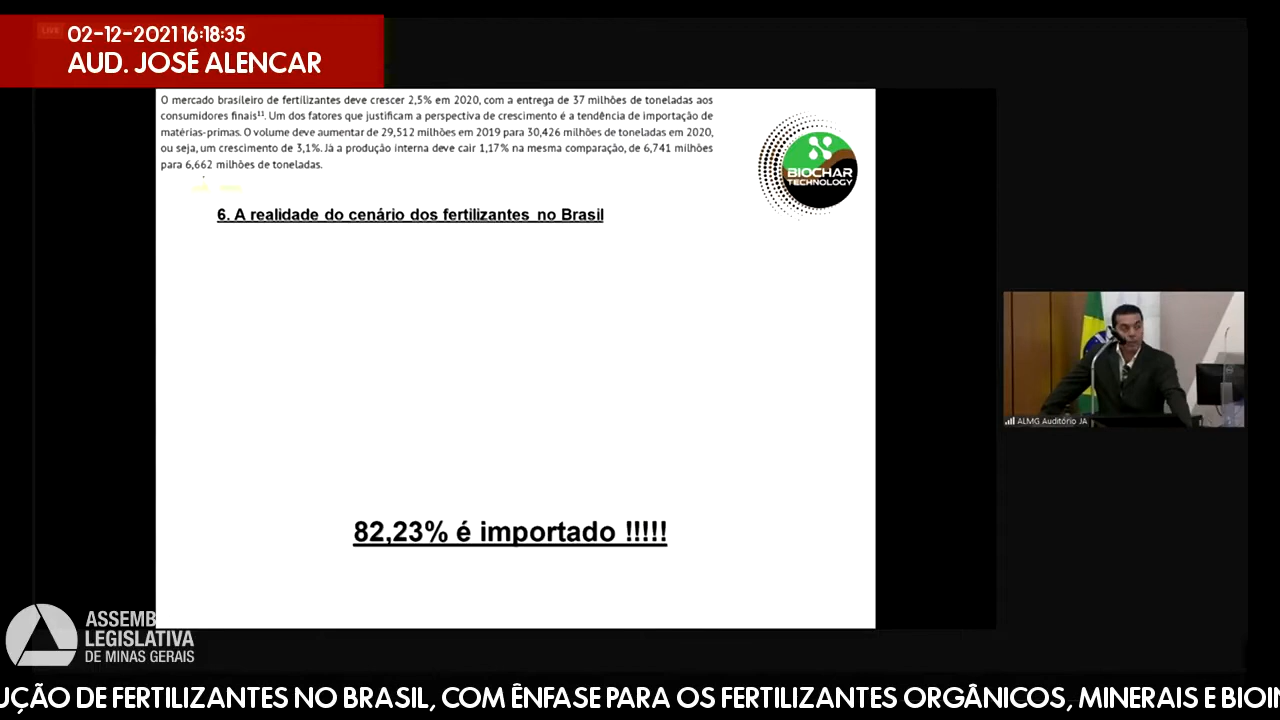 LIVE
02-12-2021 16:18:35
AUD. JOSÉ ALENCAR
O mercado brasileiro de fertilizantes deve crescer 2,5% em 2020, com a entrega de 37 milhões de toneladas aos
consumidores finais¹¹. Um dos fatores que justificam a perspectiva de crescimento é a tendência de importação de
matérias-primas. O volume deve aumentar de 29,512 milhões em 2019 para 30,426 milhões de toneladas em 2020,
ou seja, um crescimento de 3,1%. Já a produção interna deve cair 1,17% na mesma comparação, de 6,741 milhões
para 6,662 milhões de toneladas.
BIOCHAR
TECHNOLOGY
6. A realidade do cenário dos fertilizantes no Brasil
ALMG Auditório JA
82,23% é importado !!!!!
ASSEMB
LEGISLATIVA
DE MINAS GERAIS
UÇÃO DE FERTILIZANTES NO BRASIL, COM ÊNFASE PARA OS FERTILIZANTES ORGÂNICOS, MINERAIS E BIOIN